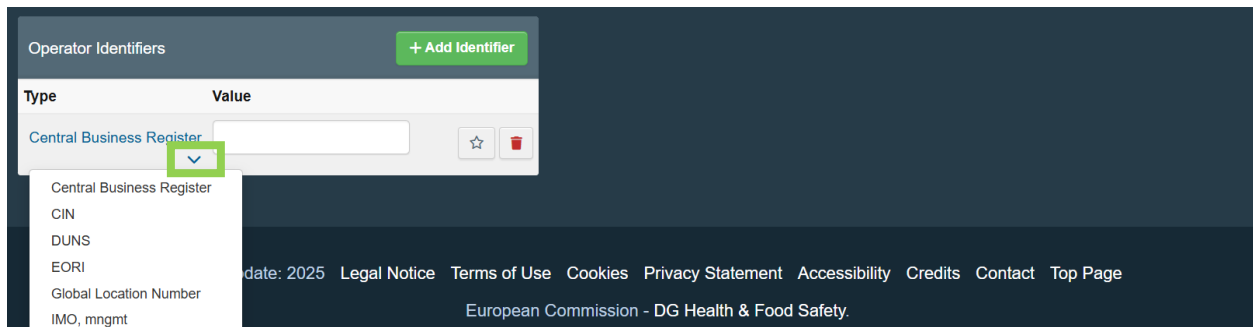 Operator Identifiers
+ Add Identifier
Type Value
Central Business Register
Central Business Register
CIN
DUNS
EORI
Global Location Number
IMO, mngmt
date: 2025 Legal Notice Terms of Use Cookies Privacy Statement Accessibility Credits Contact Top Page
European Commission - DG Health & Food Safety.